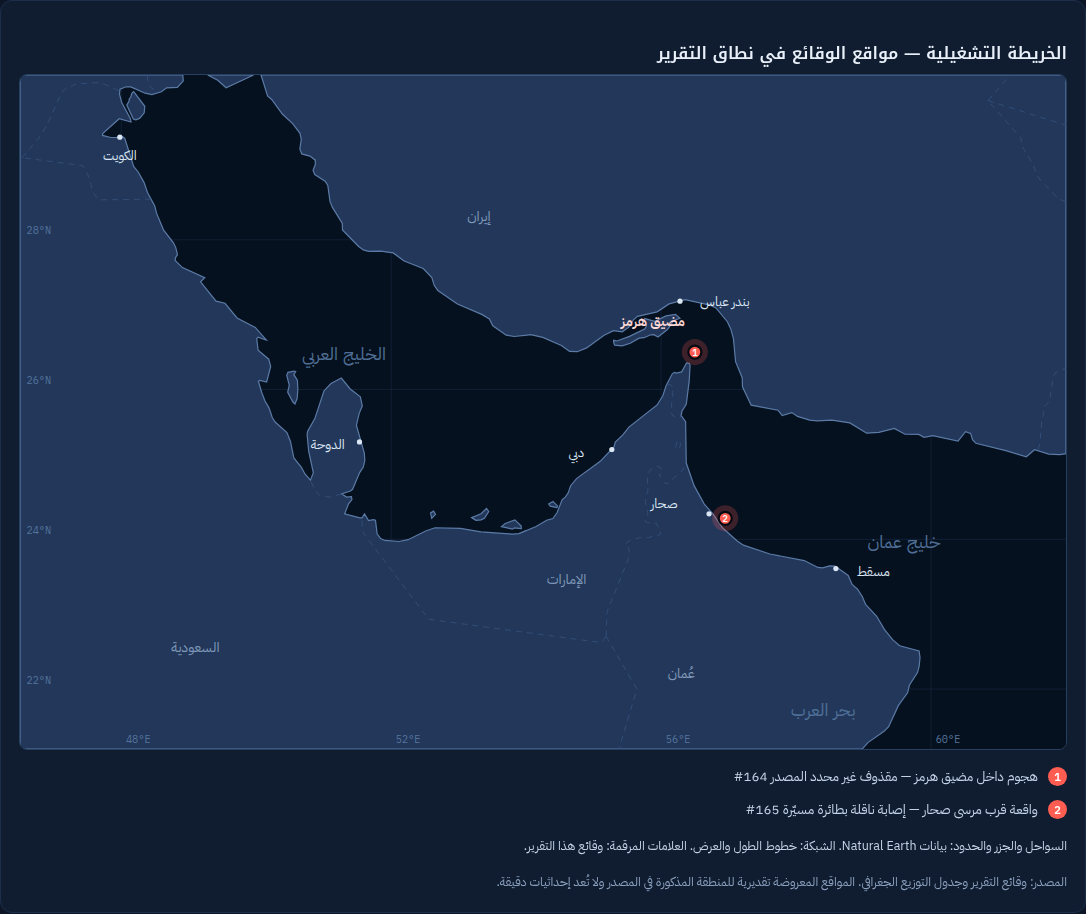 الخريطة التشغيلية — مواقع الوقائع في نطاق التقرير
الكويت
إيران
28°N
بندر عباس
مضيق هرمز
1
الخليج العربي
26°N
الدوحة
دبي
صحار
2
24°N
خليج عمان
مسقط
الإمارات
السعودية
عُمان
22°N
بحر العرب
48°E
52°E
56°E
60°E
1 هجوم داخل مضيق هرمز — مقذوف غير محدد المصدر #164
2 واقعة قرب مرسى صحار — إصابة ناقلة بطائرة مسيّرة #165
السواحل والجزر والحدود: بيانات Natural Earth. الشبكة: خطوط الطول والعرض. العلامات المرقمة: وقائع هذا التقرير.
المصدر: وقائع التقرير وجدول التوزيع الجغرافي. المواقع المعروضة تقديرية للمنطقة المذكورة في المصدر ولا تُعد إحداثيات دقيقة.